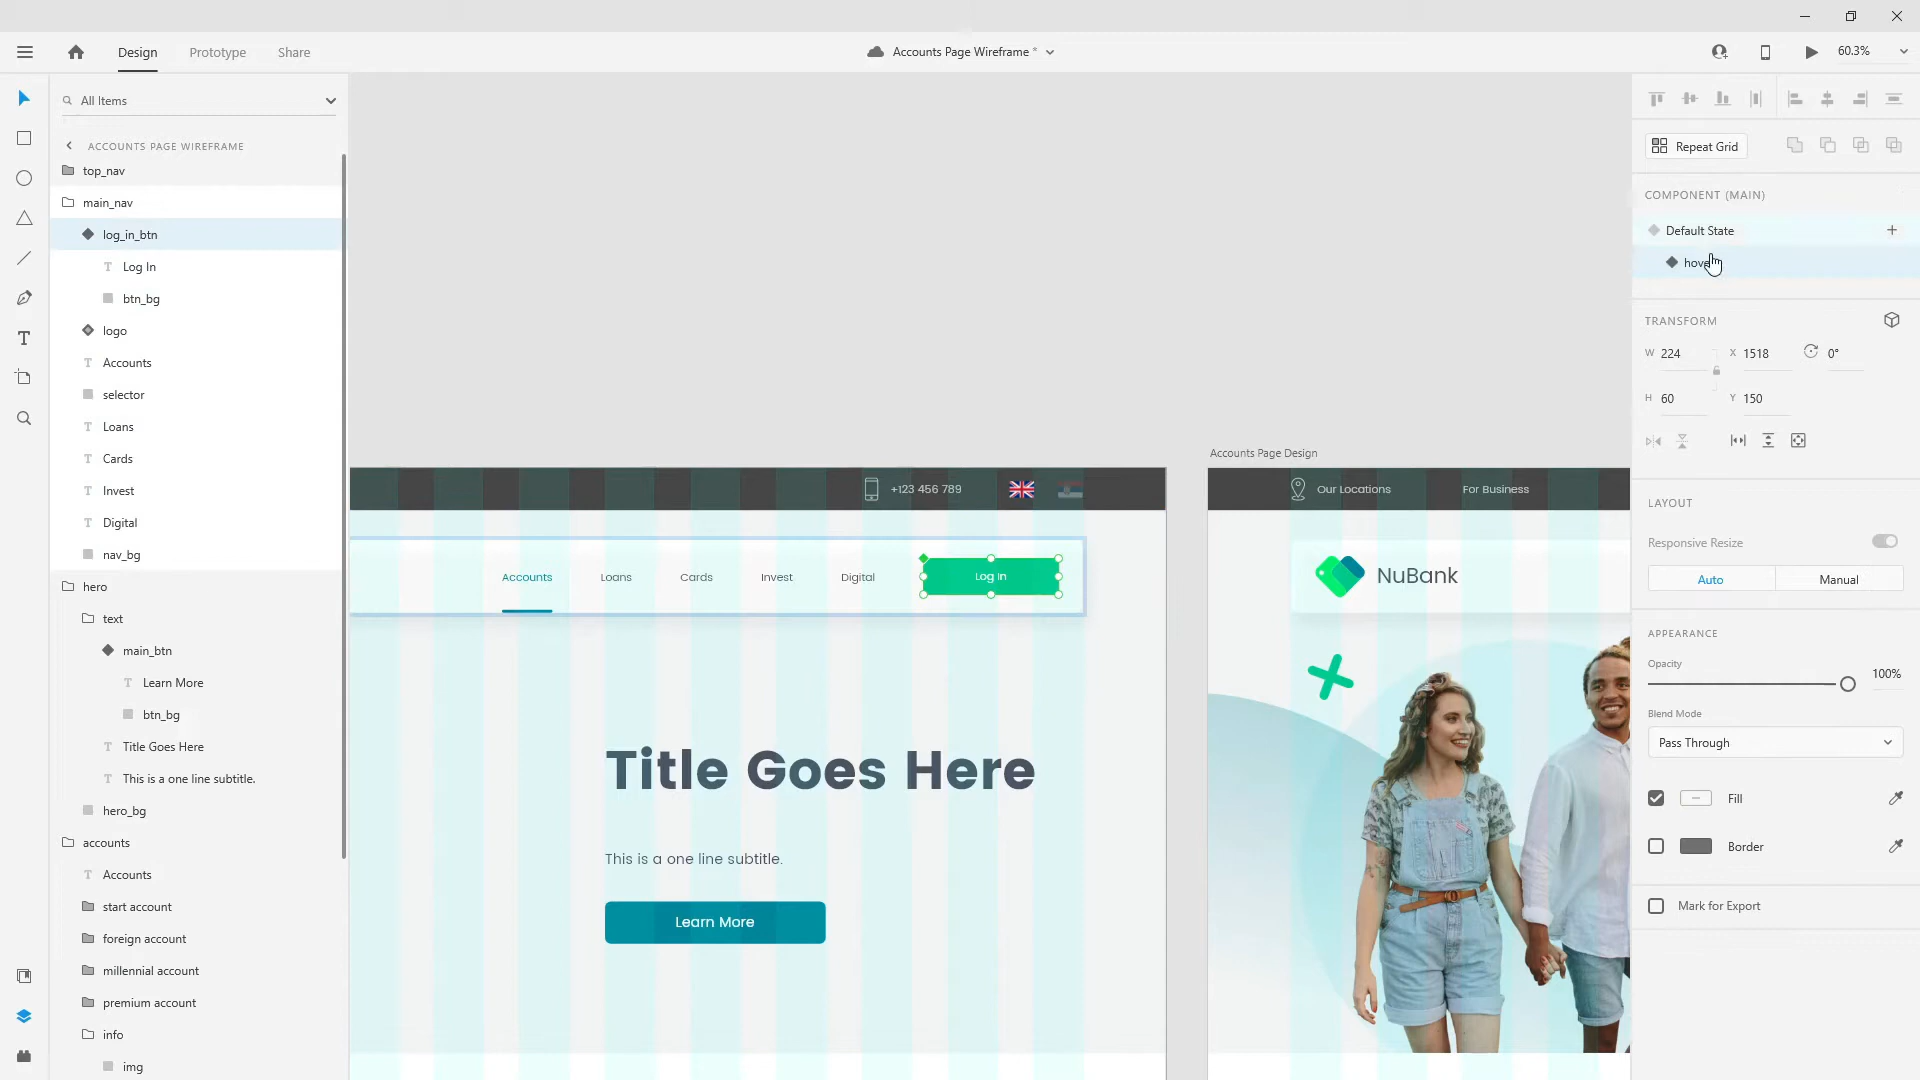 Design
Prototype
Share
Accounts Page Wireframe *
60.3%
All Items
ACCOUNTS PAGE WIREFRAME
top_nav
main_nav
log_in_btn
Log In
btn_bg
logo
Accounts
selector
Loans
Cards
Invest
Digital
nav_bg
hero
text
main_btn
Learn More
btn_bg
Title Goes Here
This is a one line subtitle.
hero_bg
accounts
Accounts
start account
foreign account
millennial account
premium account
info
img
+123 456 789
Accounts
Loans
Cards
Invest
Digital
Log In
Title Goes Here
This is a one line subtitle.
Learn More
Accounts Page Design
Our Locations
For Business
NuBank
Repeat Grid
COMPONENT (MAIN)
Default State
TRANSFORM
W 224
X 1518
0°
H 60
Y 150
LAYOUT
Responsive Resize
Auto
Manual
APPEARANCE
Opacity
100%
Blend Mode
Pass Through
Fill
Border
Mark for Export